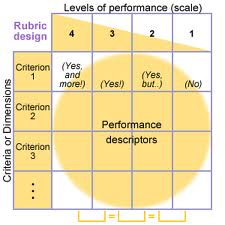 Levels of performance (scale)
Rubric
design
4 3 2 1
Criteria or Dimensions
Criterion
1
(Yes,
and
more!)
(Yes!)
(Yes,
but..)
(No)
Criterion
2
Performance
descriptors
Criterion
3
= = =